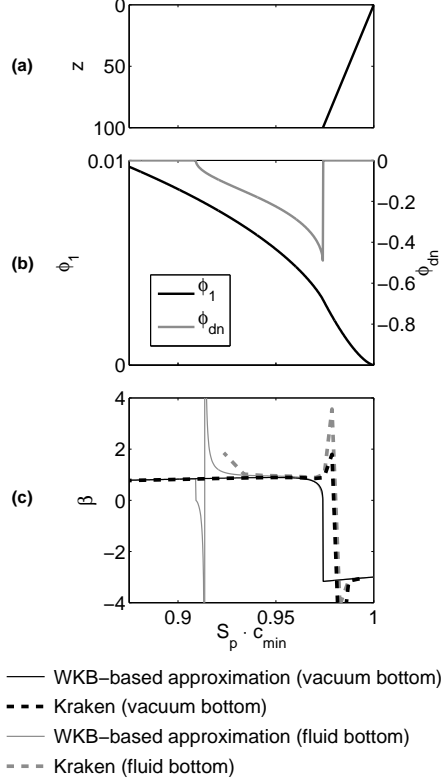 0
(a)
z
50
100
0.01
0
−0.2
(b)
ϕ1
−0.4
ϕdn
ϕ1
−0.6
ϕdn
−0.8
0
4
2
(c)
β
0
−2
−4
0.9
0.95
1
Sp · cmin
WKB−based approximation (vacuum bottom)
Kraken (vacuum bottom)
WKB−based approximation (fluid bottom)
Kraken (fluid bottom)